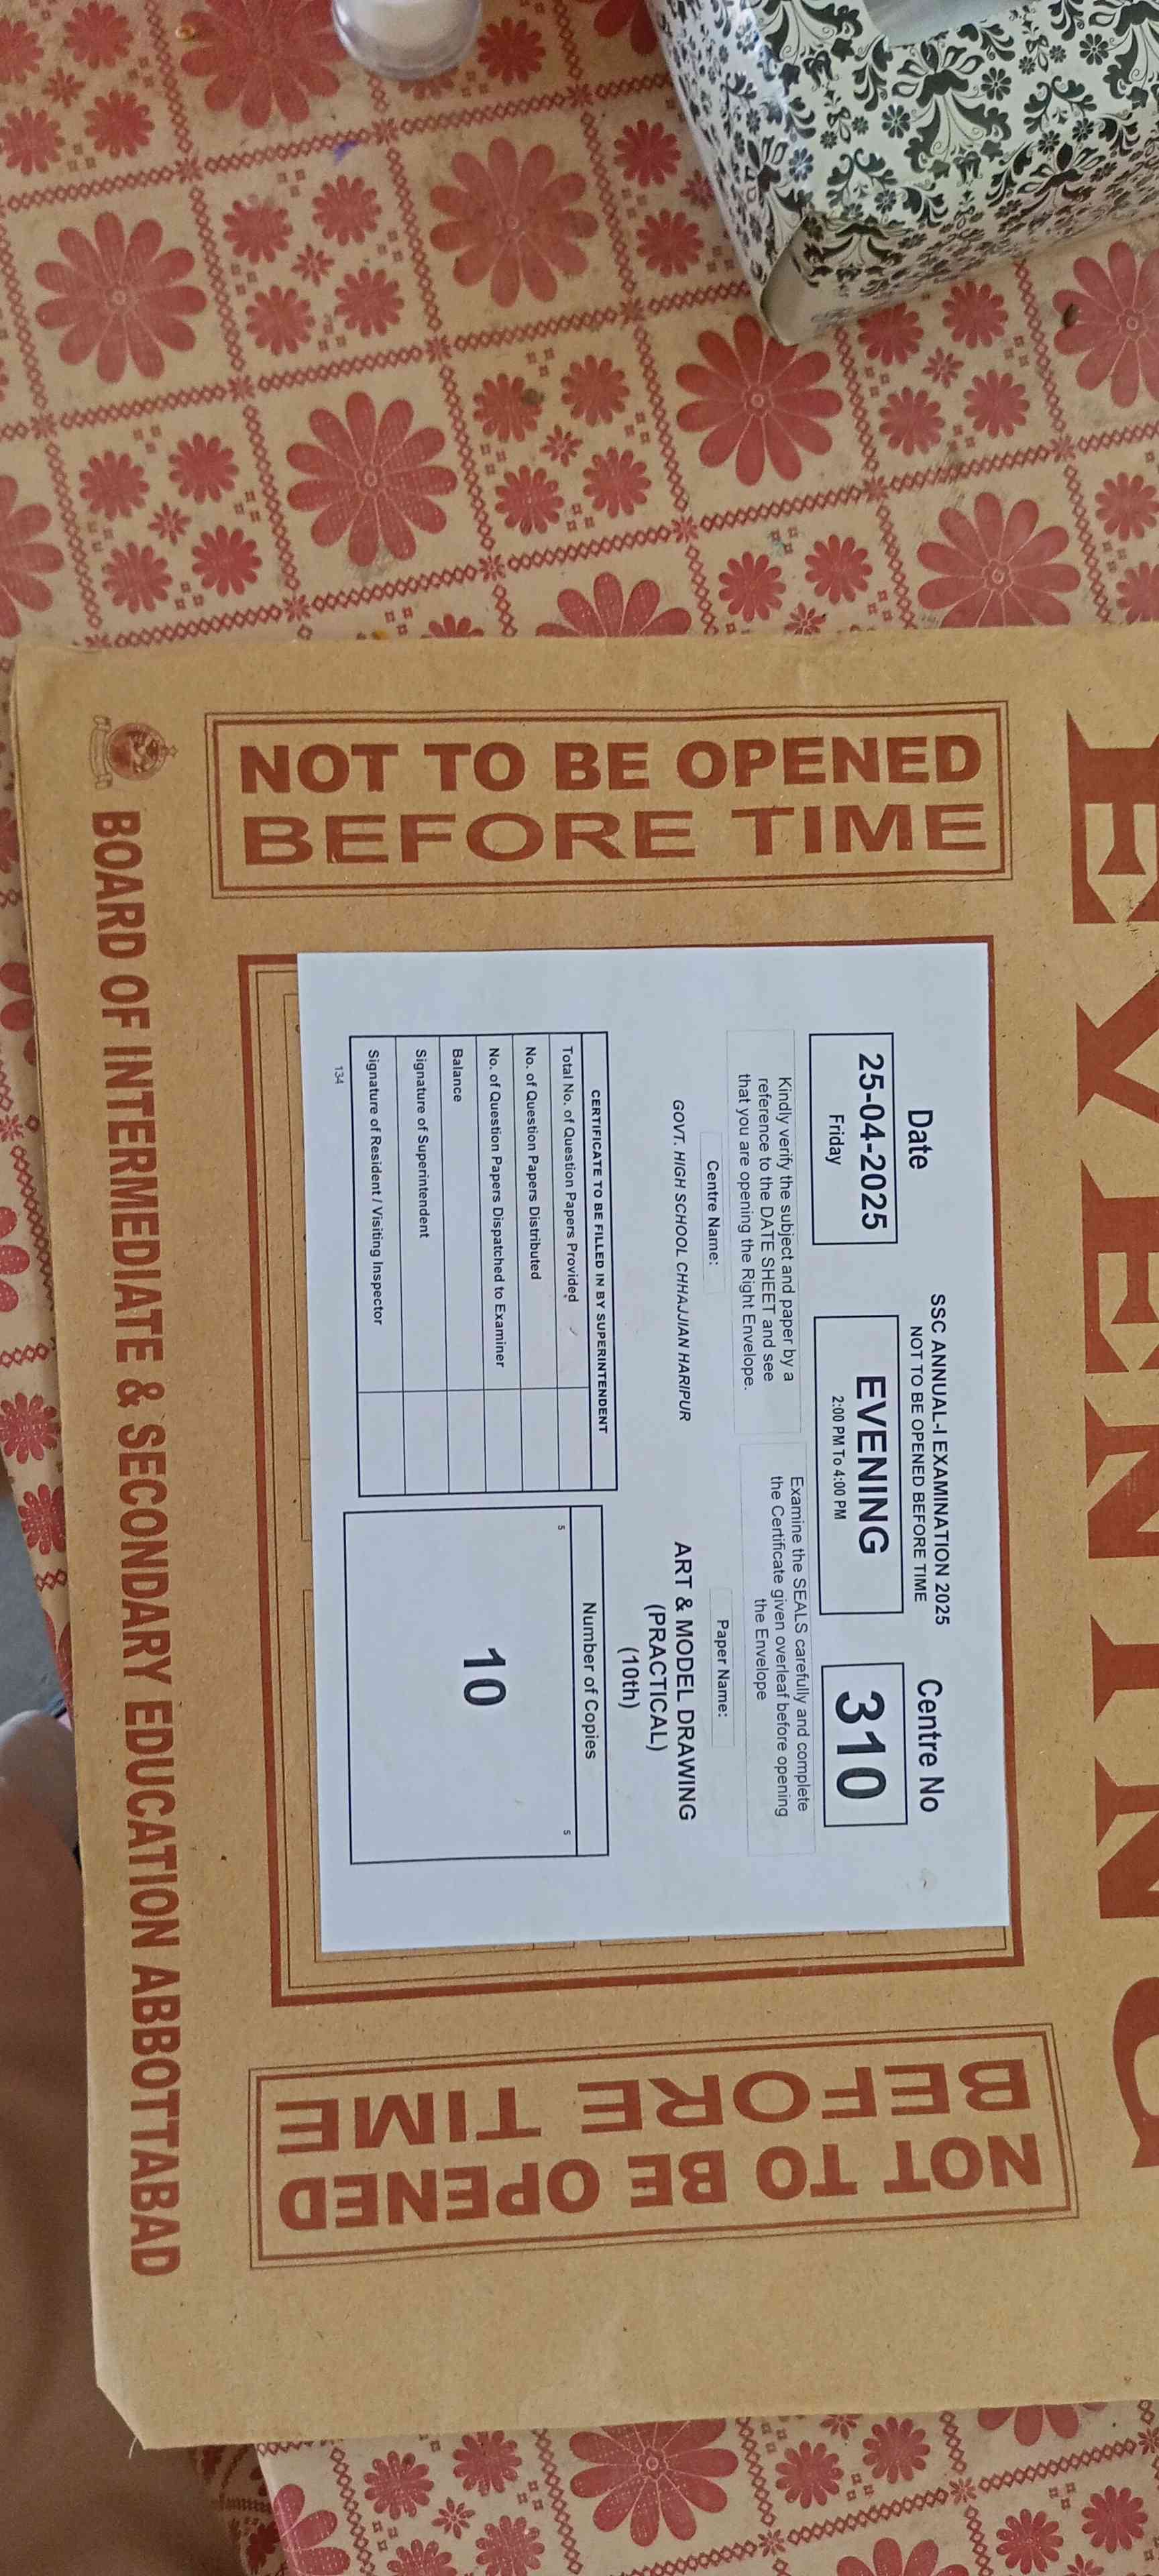 EVENING
NOT TO BE OPENED
BEFORE TIME
Date
25-04-2025
Friday
SSC ANNUAL-I EXAMINATION 2025
NOT TO BE OPENED BEFORE TIME
EVENING
2:00 PM To 4:00 PM
Centre No
310
Kindly verify the subject and paper by a
reference to the DATE SHEET and see
that you are opening the Right Envelope.
Examine the SEALS carefully and complete
the Certificate given overleaf before opening
the Envelope
Centre Name:
GOVT. HIGH SCHOOL CHHAJJIAN HARIPUR
Paper Name:
ART & MODEL DRAWING
(PRACTICAL)
(10th)
CERTIFICATE TO BE FILLED IN BY SUPERINTENDENT
Total No. of Question Papers Provided
No. of Question Papers Distributed
No. of Question Papers Dispatched to Examiner
Balance
Signature of Superintendent
Signature of Resident / Visiting Inspector
134
Number of Copies
5
5
10
NOT TO BE OPENED
BEFORE TIME
BOARD OF INTERMEDIATE & SECONDARY EDUCATION ABBOTTABAD